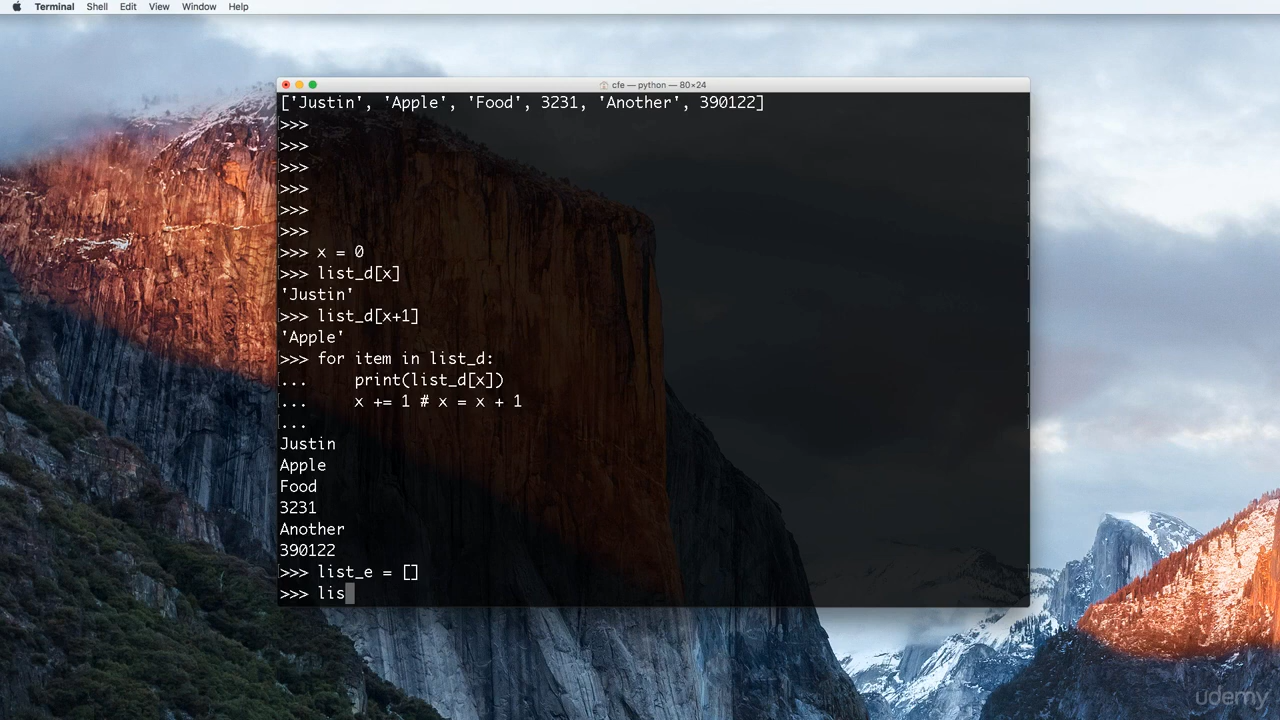 Terminal Shell Edit View Window Help
cfe — python — 80×24
['Justin', 'Apple', 'Food', 3231, 'Another', 390122]
>>>
>>>
>>>
>>>
>>>
>>>
>>> x = 0
>>> list_d[x]
'Justin'
>>> list_d[x+1]
'Apple'
>>> for item in list_d:
...     print(list_d[x])
...     x += 1 # x = x + 1
...
Justin
Apple
Food
3231
Another
390122
>>> list_e = []
>>> lis
udemy